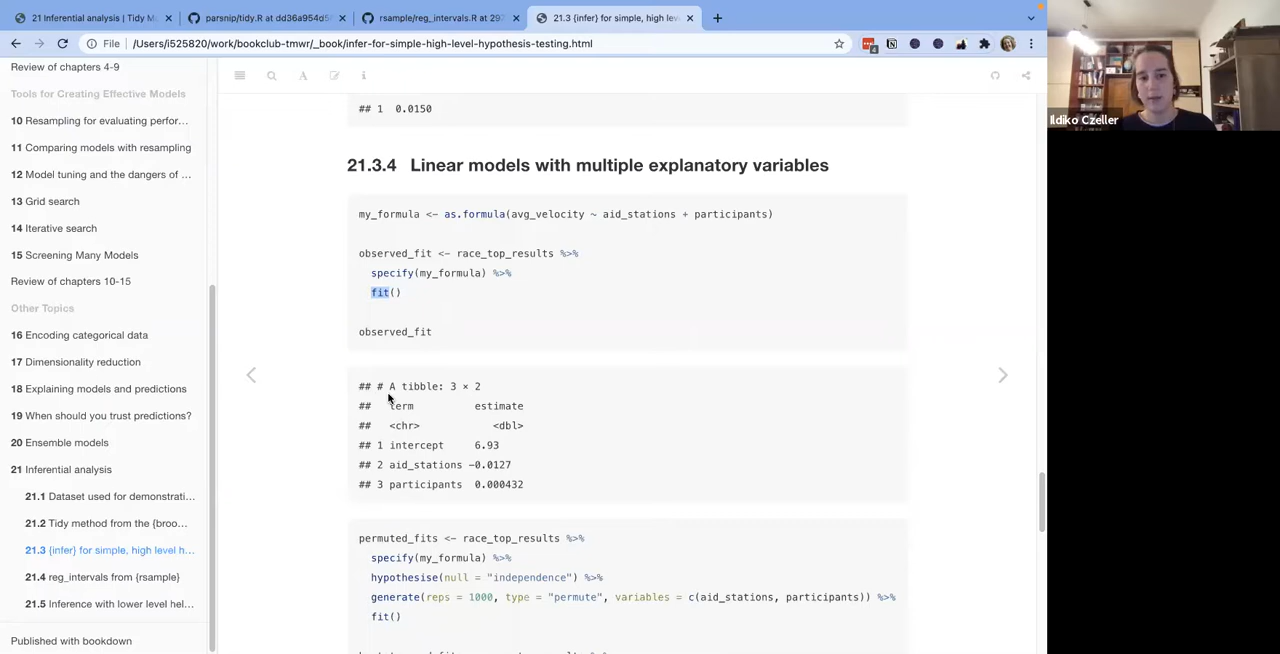 21 Inferential analysis | Tidy M
parsnip/tidy.R at dd36a954d5
rsample/reg_intervals.R at 297
21.3 {infer} for simple, high lev
File /Users/i525820/work/bookclub-tmwr/_book/infer-for-simple-high-level-hypothesis-testing.html
4
Review of chapters 4-9
Tools for Creating Effective Models
10 Resampling for evaluating perfor…
11 Comparing models with resampling
12 Model tuning and the dangers of …
13 Grid search
14 Iterative search
15 Screening Many Models
Review of chapters 10-15
Other Topics
16 Encoding categorical data
17 Dimensionality reduction
18 Explaining models and predictions
19 When should you trust predictions?
20 Ensemble models
21 Inferential analysis
21.1 Dataset used for demonstrati…
21.2 Tidy method from the {broo…
21.3 {infer} for simple, high level h…
21.4 reg_intervals from {rsample}
21.5 Inference with lower level hel…
Published with bookdown
## 1 0.0150
21.3.4 Linear models with multiple explanatory variables
my_formula <- as.formula(avg_velocity ~ aid_stations + participants)
observed_fit <- race_top_results %>%
specify(my_formula) %>%
fit()
observed_fit
## # A tibble: 3 × 2
## term estimate
## <chr> <dbl>
## 1 intercept 6.93
## 2 aid_stations -0.0127
## 3 participants 0.000432
permuted_fits <- race_top_results %>%
specify(my_formula) %>%
hypothesise(null = "independence") %>%
generate(reps = 1000, type = "permute", variables = c(aid_stations, participants)) %>%
fit()
Ildiko Czeller